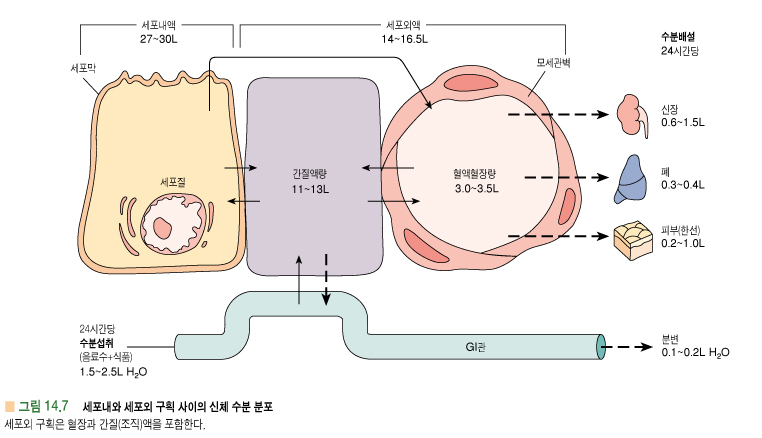 세포내액
27~30L
세포외액
14~16.5L
수분배설
24시간당
세포막
모세관벽
신장
0.6~1.5L
간질액량
11~13L
혈액혈장량
3.0~3.5L
폐
0.3~0.4L
세포질
피부(한선)
0.2~1.0L
24시간당
수분섭취
(음료수+식품)
1.5~2.5L H₂O
GI관
분변
0.1~0.2L H₂O
그림 14.7 세포내와 세포외 구획 사이의 신체 수분 분포
세포외 구획은 혈장과 간질(조직)액을 포함한다.